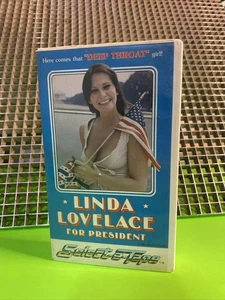 Here comes that "DEEP THROAT" girl!
LINDA
LOVELACE
FOR PRESIDENT
Select-a-Tape